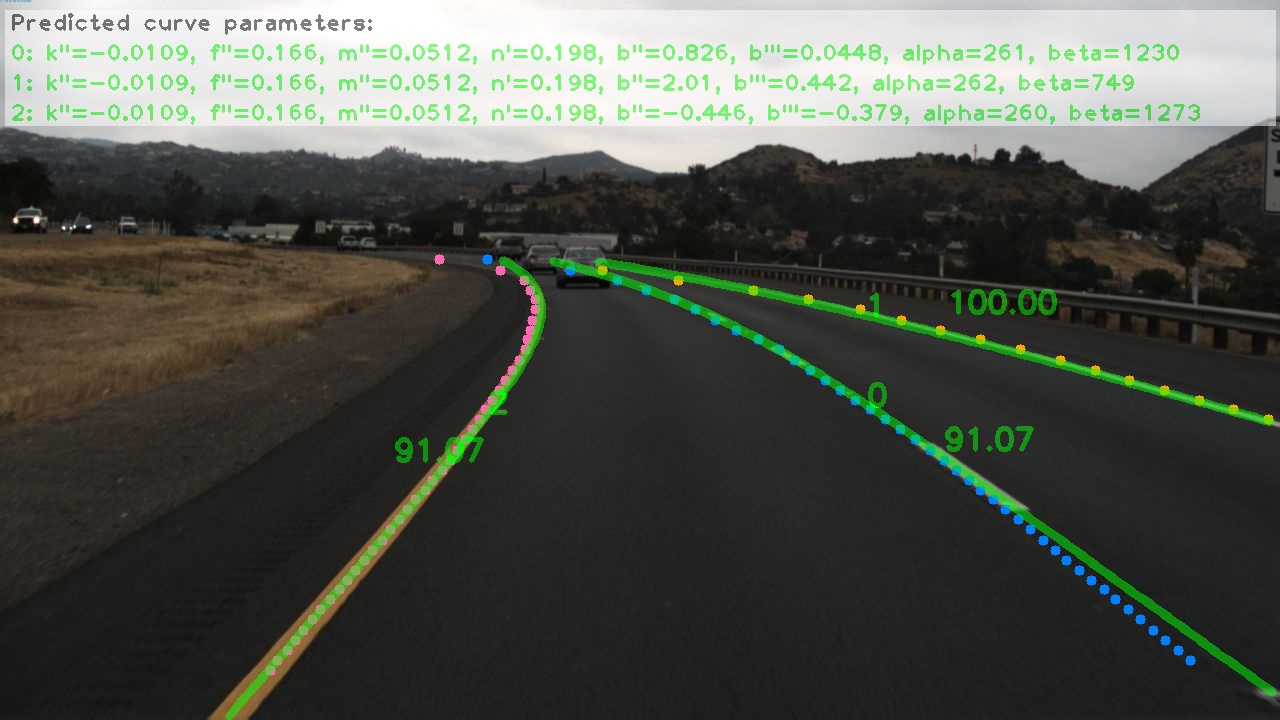 Predicted curve parameters:
0: k''=-0.0109, f''=0.166, m''=0.0512, n'=0.198, b''=0.826, b'''=0.0448, alpha=261, beta=1230
1: k''=-0.0109, f''=0.166, m''=0.0512, n'=0.198, b''=2.01, b'''=0.442, alpha=262, beta=749
2: k''=-0.0109, f''=0.166, m''=0.0512, n'=0.198, b''=-0.446, b'''=-0.379, alpha=260, beta=1273
1 100.00
0
2
91.07 91.07